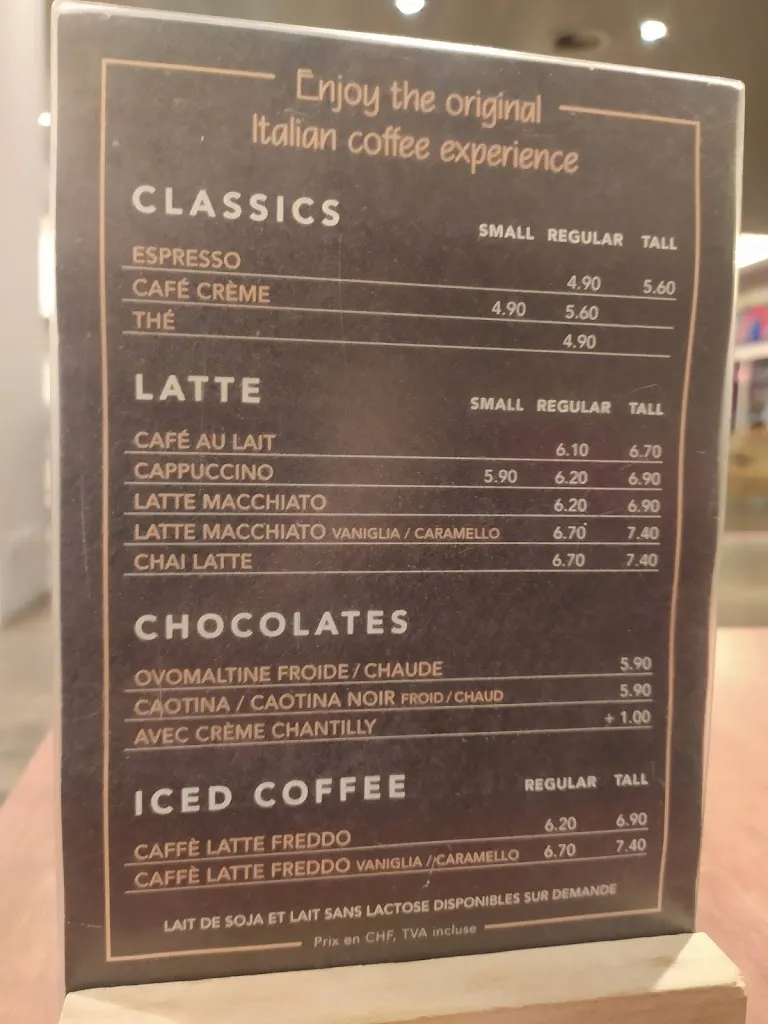 Enjoy the original
Italian coffee experience
CLASSICS SMALL REGULAR TALL
ESPRESSO 4.90 5.60
CAFÉ CRÈME 4.90 5.60
THÉ 4.90
LATTE SMALL REGULAR TALL
CAFÉ AU LAIT 6.10 6.70
CAPPUCCINO 5.90 6.20 6.90
LATTE MACCHIATO 6.20 6.90
LATTE MACCHIATO VANIGLIA / CARAMELLO 6.70 7.40
CHAI LATTE 6.70 7.40
CHOCOLATES
OVOMALTINE FROIDE / CHAUDE 5.90
CAOTINA / CAOTINA NOIR FROID / CHAUD 5.90
AVEC CRÈME CHANTILLY + 1.00
ICED COFFEE REGULAR TALL
CAFFÈ LATTE FREDDO 6.20 6.90
CAFFÈ LATTE FREDDO VANIGLIA / CARAMELLO 6.70 7.40
LAIT DE SOJA ET LAIT SANS LACTOSE DISPONIBLES SUR DEMANDE
Prix en CHF, TVA incluse